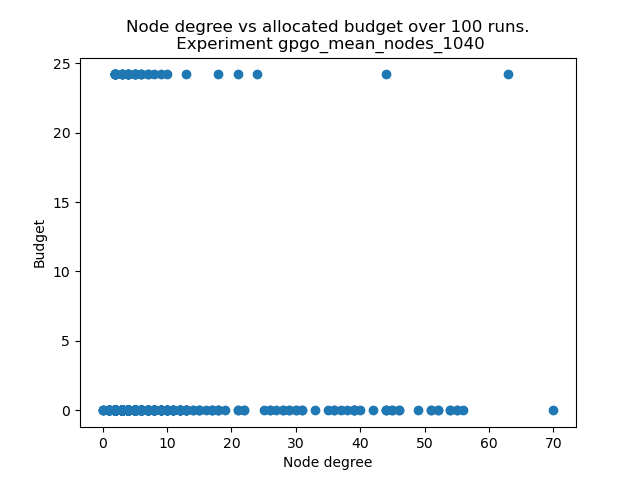 Node degree vs allocated budget over 100 runs.
Experiment gpgo_mean_nodes_1040
25
20
15
10
5
0
Budget
0 10 20 30 40 50 60 70
Node degree